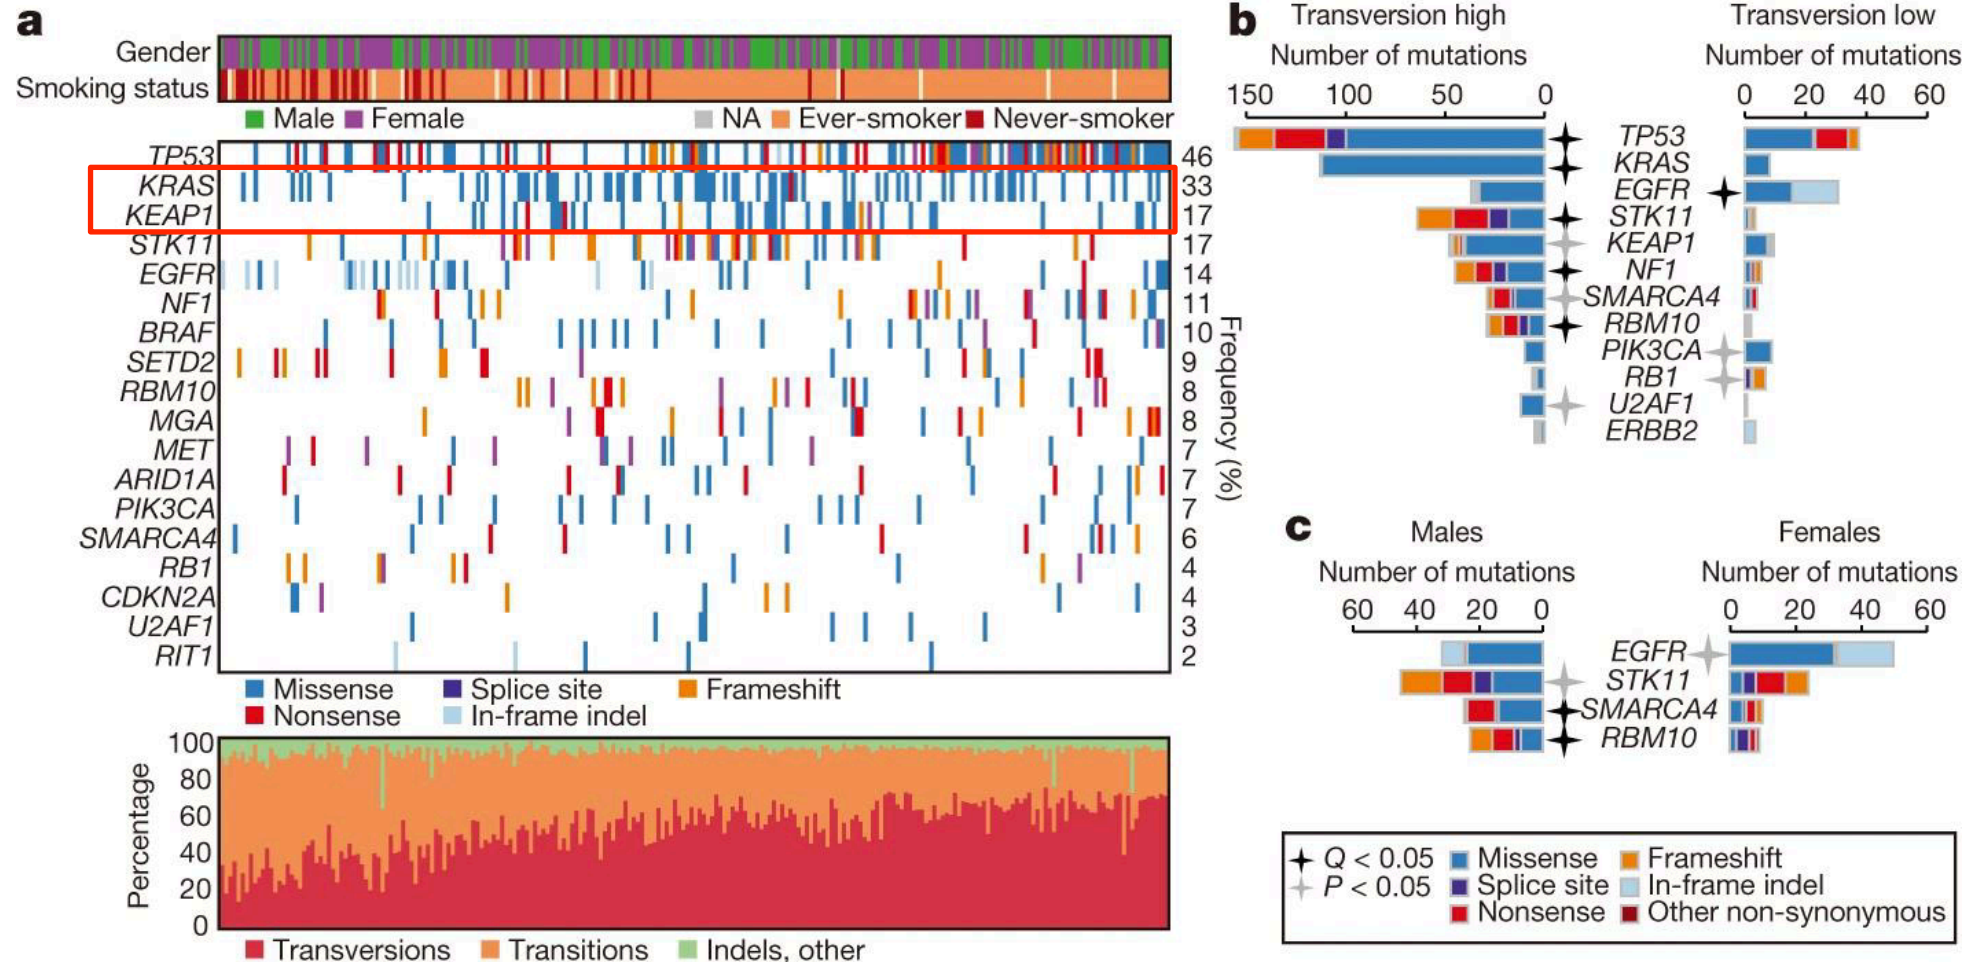 a
Gender
Smoking status
Male Female NA Ever-smoker Never-smoker
TP53 46
KRAS 33
KEAP1 17
STK11 17
EGFR 14
NF1 11
BRAF 10
SETD2 9
RBM10 8
MGA 8
MET 7
ARID1A 7
PIK3CA 7
SMARCA4 6
RB1 4
CDKN2A 4
U2AF1 3
RIT1 2
Frequency (%)
Missense Splice site Frameshift
Nonsense In-frame indel
Percentage
100
80
60
40
20
0
Transversions Transitions Indels, other
b
Transversion high Transversion low
Number of mutations Number of mutations
150 100 50 0 0 20 40 60
TP53
KRAS
EGFR
STK11
KEAP1
NF1
SMARCA4
RBM10
PIK3CA
RB1
U2AF1
ERBB2
c
Males Females
Number of mutations Number of mutations
60 40 20 0 0 20 40 60
EGFR
STK11
SMARCA4
RBM10
Q < 0.05 Missense Frameshift
P < 0.05 Splice site In-frame indel
Nonsense Other non-synonymous